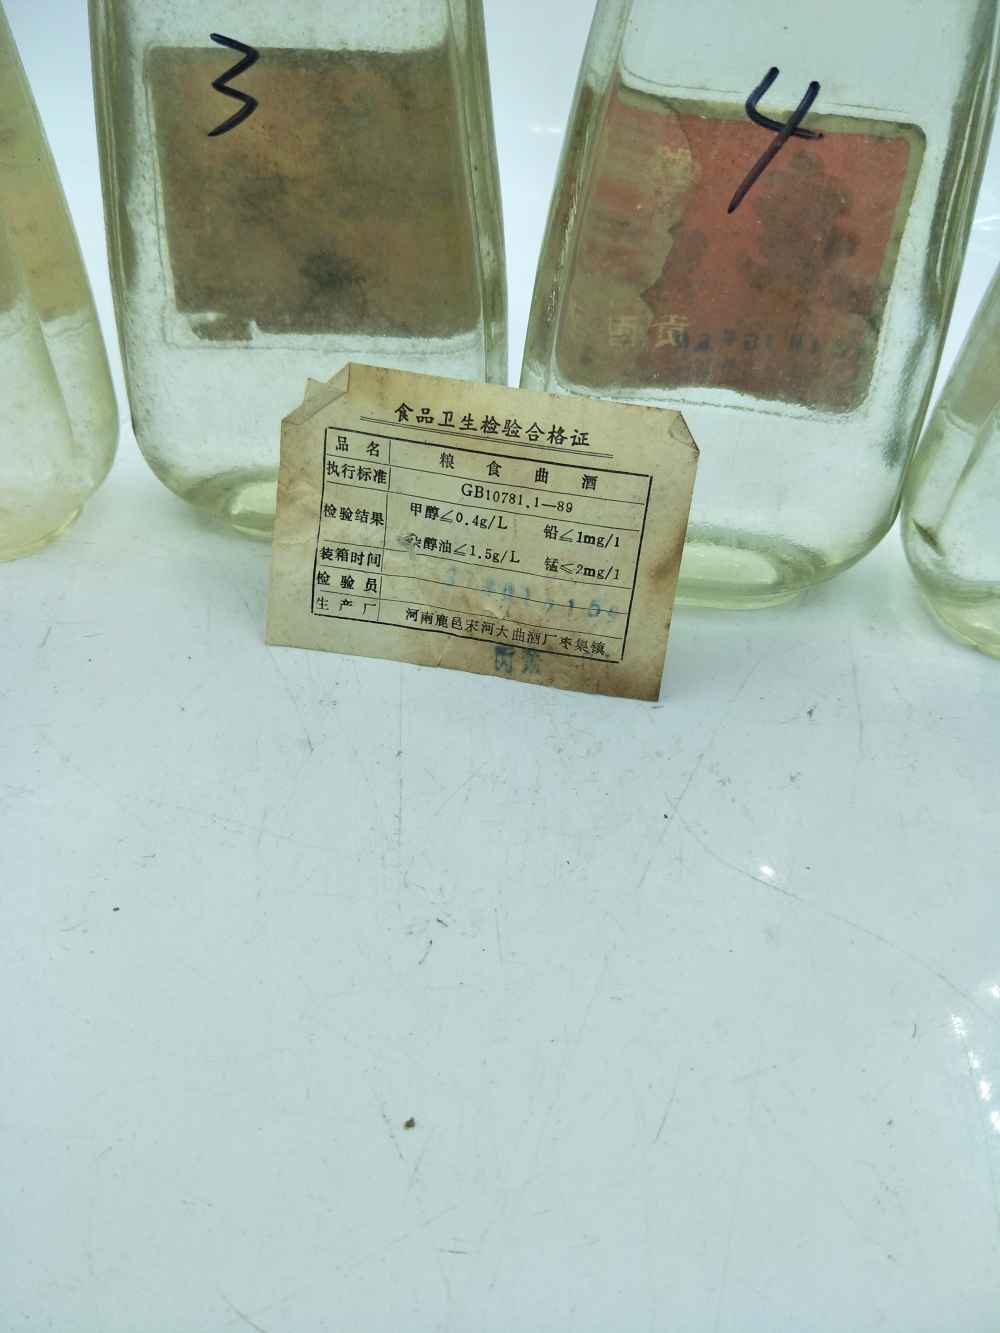 3
4
食品卫生检验合格证
品名 粮食曲酒
执行标准 GB10781.1—89
检验结果 甲醇≤0.4g/L 铅≤1mg/l
杂醇油≤1.5g/L 锰≤2mg/l
装箱时间
检验员
生产厂 河南鹿邑宋河大曲酒厂枣集镇